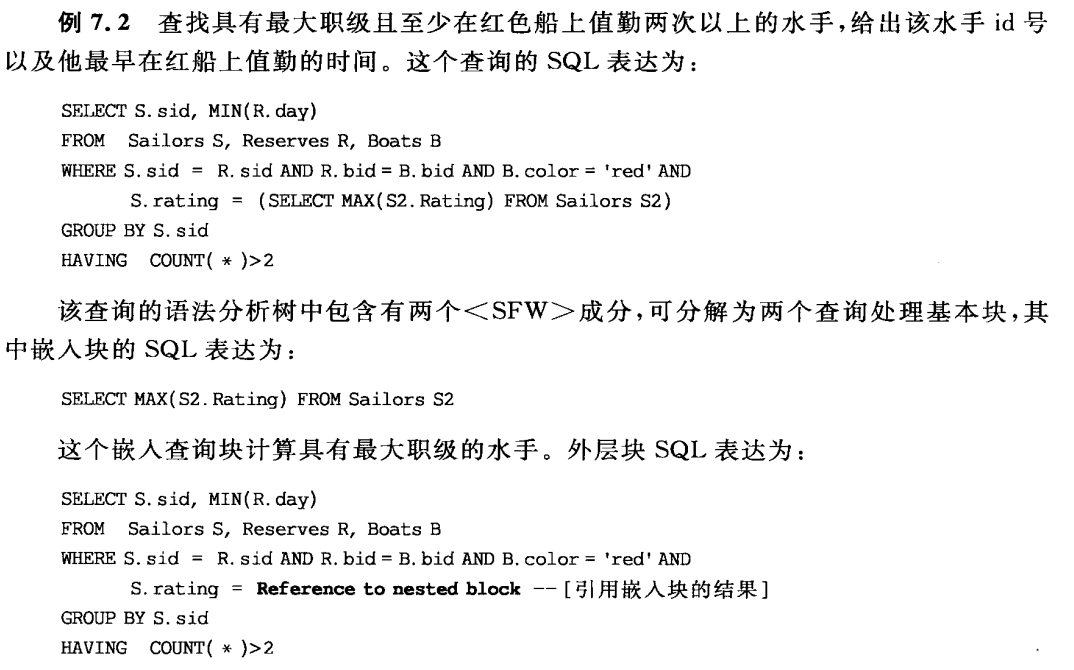 例 7.2 查找具有最大职级且至少在红色船上值勤两次以上的水手,给出该水手 id 号
以及他最早在红船上值勤的时间。这个查询的 SQL 表达为:
SELECT S.sid, MIN(R.day)
FROM Sailors S, Reserves R, Boats B
WHERE S.sid = R.sid AND R.bid = B.bid AND B.color = 'red' AND
S.rating = (SELECT MAX(S2.Rating) FROM Sailors S2)
GROUP BY S.sid
HAVING COUNT( * )>2
该查询的语法分析树中包含有两个<SFW>成分,可分解为两个查询处理基本块,其
中嵌入块的 SQL 表达为:
SELECT MAX(S2.Rating) FROM Sailors S2
这个嵌入查询块计算具有最大职级的水手。外层块 SQL 表达为:
SELECT S.sid, MIN(R.day)
FROM Sailors S, Reserves R, Boats B
WHERE S.sid = R.sid AND R.bid = B.bid AND B.color = 'red' AND
S.rating = Reference to nested block --[引用嵌入块的结果]
GROUP BY S.sid
HAVING COUNT( * )>2